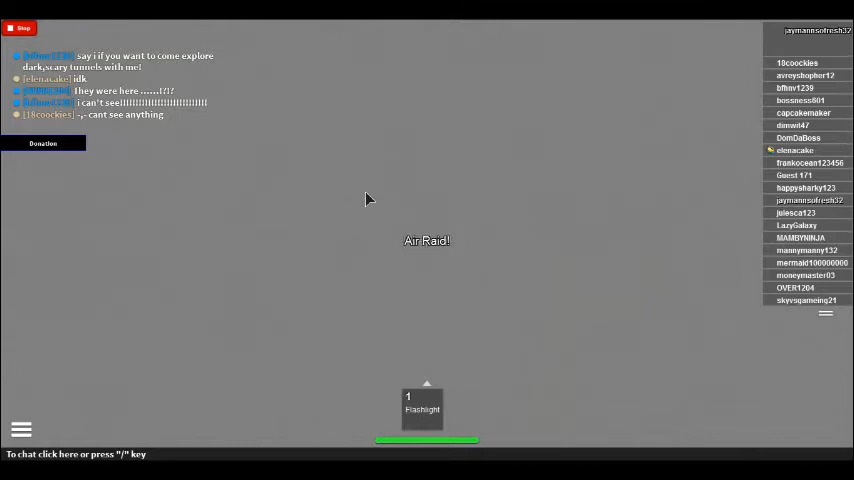 Stop
jaymannsofresh32
[bfhnv1239] say i if you want to come explore
dark,scary tunnels with me!
[elenacake] idk
They were here ......!?!?
[bfhnv1239] i can't see!!!!!!!!!!!!!!!!!!!!!!!!!!!!
[18coockies] -,- cant see anything
Donation
18coockies
avreyshopher12
bfhnv1239
bossness601
capcakemaker
dimwit47
DomDaBoss
elenacake
frankocean123456
Guest 171
happysharky123
jaymannsofresh32
julesca123
LazyGalaxy
MAMBYNINJA
mannymanny132
mermaid100000000
moneymaster03
OVER1204
skyvsgameing21
Air Raid!
1
Flashlight
To chat click here or press "/" key